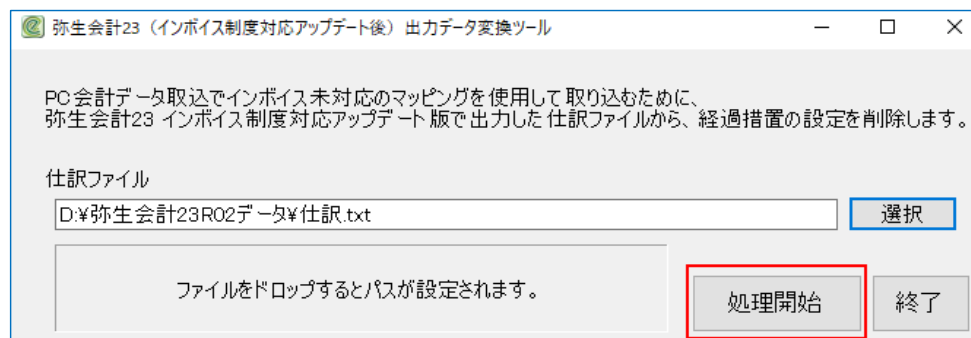 弥生会計23（インボイス制度対応アップデート後）出力データ変換ツール
PC会計データ取込でインボイス未対応のマッピングを使用して取り込むために、
弥生会計23 インボイス制度対応アップデート版で出力した仕訳ファイルから、経過措置の設定を削除します。
仕訳ファイル
D:¥弥生会計23R02データ¥仕訳.txt
選択
ファイルをドロップするとパスが設定されます。
処理開始
終了